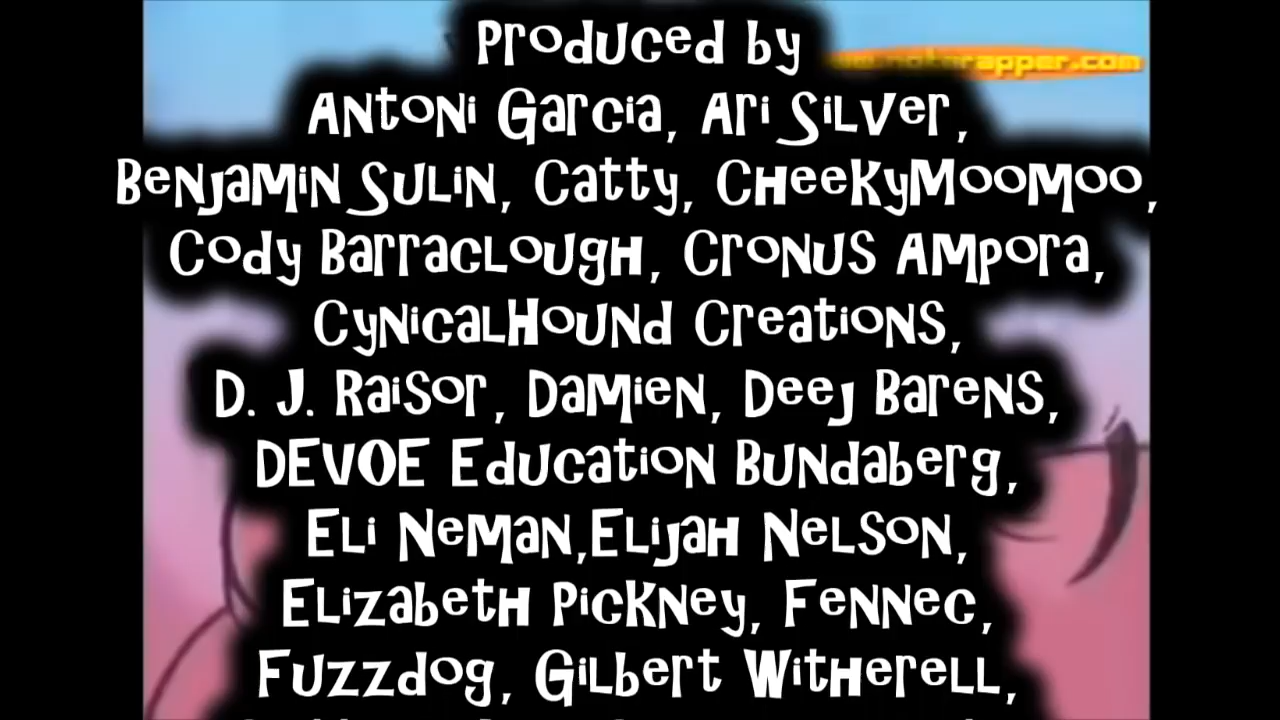 Produced by
Antoni Garcia, Ari Silver,
Benjamin Sulin, Catty, CheekyMooMoo,
Cody Barraclough, Cronus Ampora,
CynicalHound Creations,
D. J. Raisor, Damien, Deej Barens,
DEVOE Education Bundaberg,
Eli Neman,Elijah Nelson,
Elizabeth Pickney, Fennec,
Fuzzdog, Gilbert Witherell,